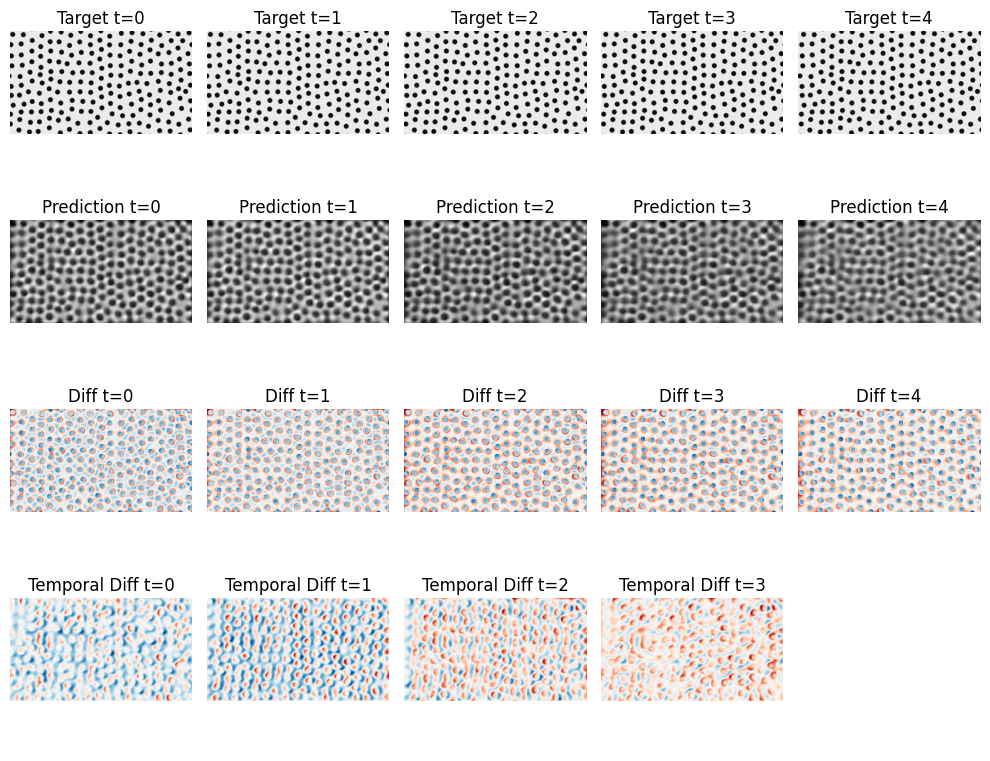 Target t=0 Target t=1 Target t=2 Target t=3 Target t=4
Prediction t=0 Prediction t=1 Prediction t=2 Prediction t=3 Prediction t=4
Diff t=0 Diff t=1 Diff t=2 Diff t=3 Diff t=4
Temporal Diff t=0 Temporal Diff t=1 Temporal Diff t=2 Temporal Diff t=3